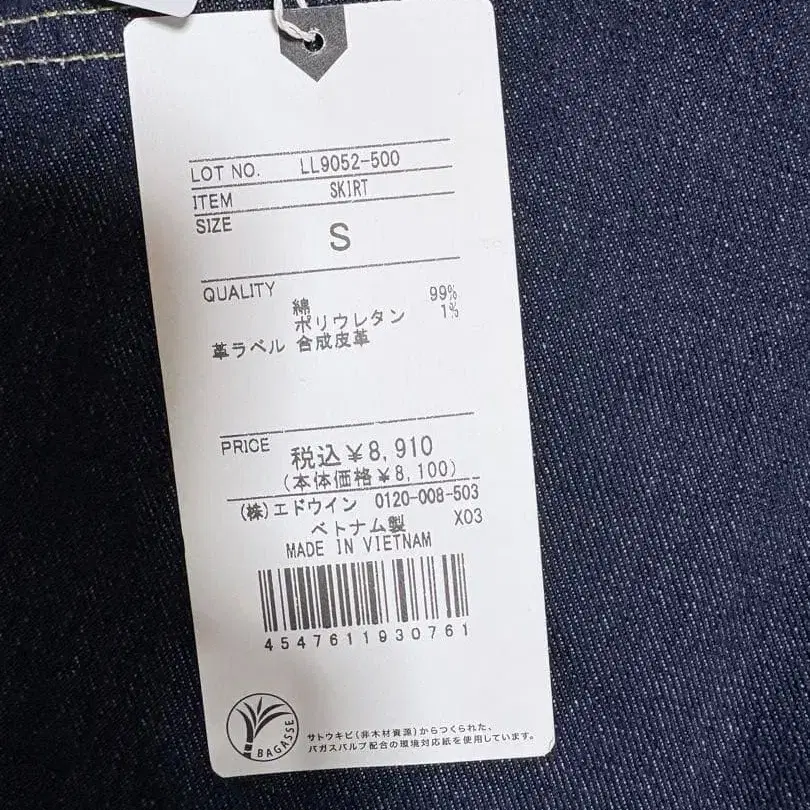 LOT NO. LL9052-500
ITEM SKIRT
SIZE
S
QUALITY
綿 99%
ポリウレタン 1%
革ラベル 合成皮革
PRICE 税込¥8,910
(本体価格¥8,100)
(株)エドウイン 0120-008-503
ベトナム製 X03
MADE IN VIETNAM
4547611930761
BAGASSE
サトウキビ(非木材資源)からつくられた、
バガスパルプ配合の環境対応紙を使用しています。